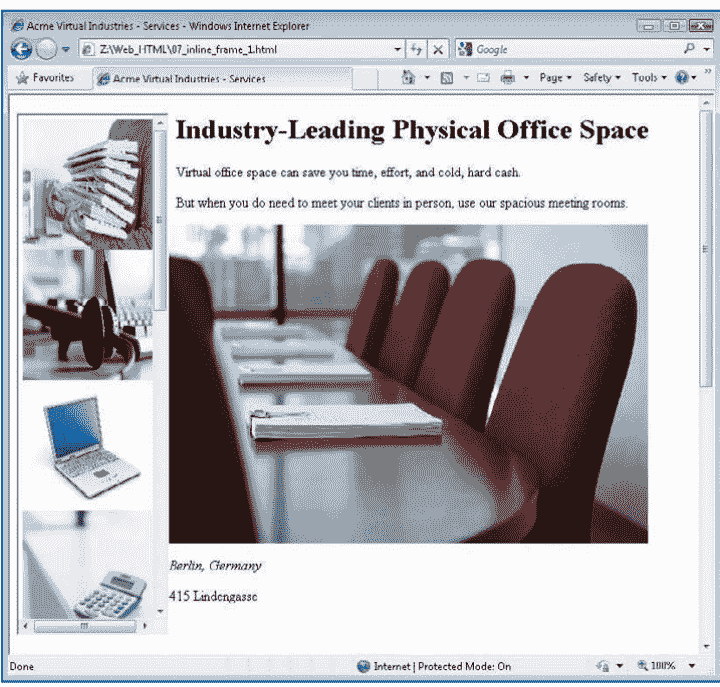 Acme Virtual Industries - Services - Windows Internet Explorer
Z:\Web_HTML\07_inline_frame_1.html
Google
Favorites
Acme Virtual Industries - Services
Page
Safety
Tools
Industry-Leading Physical Office Space
Virtual office space can save you time, effort, and cold, hard cash.
But when you do need to meet your clients in person, use our spacious meeting rooms.
Berlin, Germany
415 Lindengasse
Done
Internet | Protected Mode: On
100%